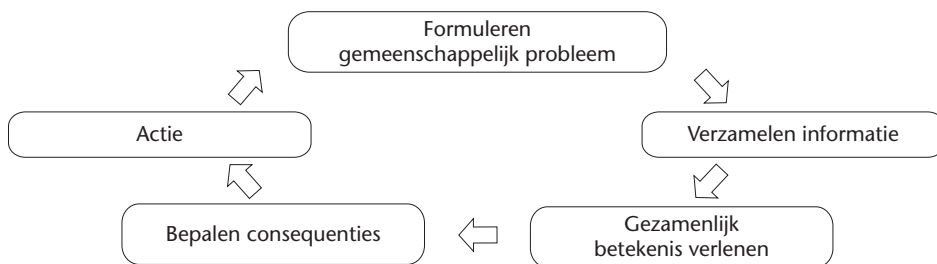 Formuleren
gemeenschappelijk probleem
Actie
Verzamelen informatie
Bepalen consequenties
Gezamenlijk
betekenis verlenen